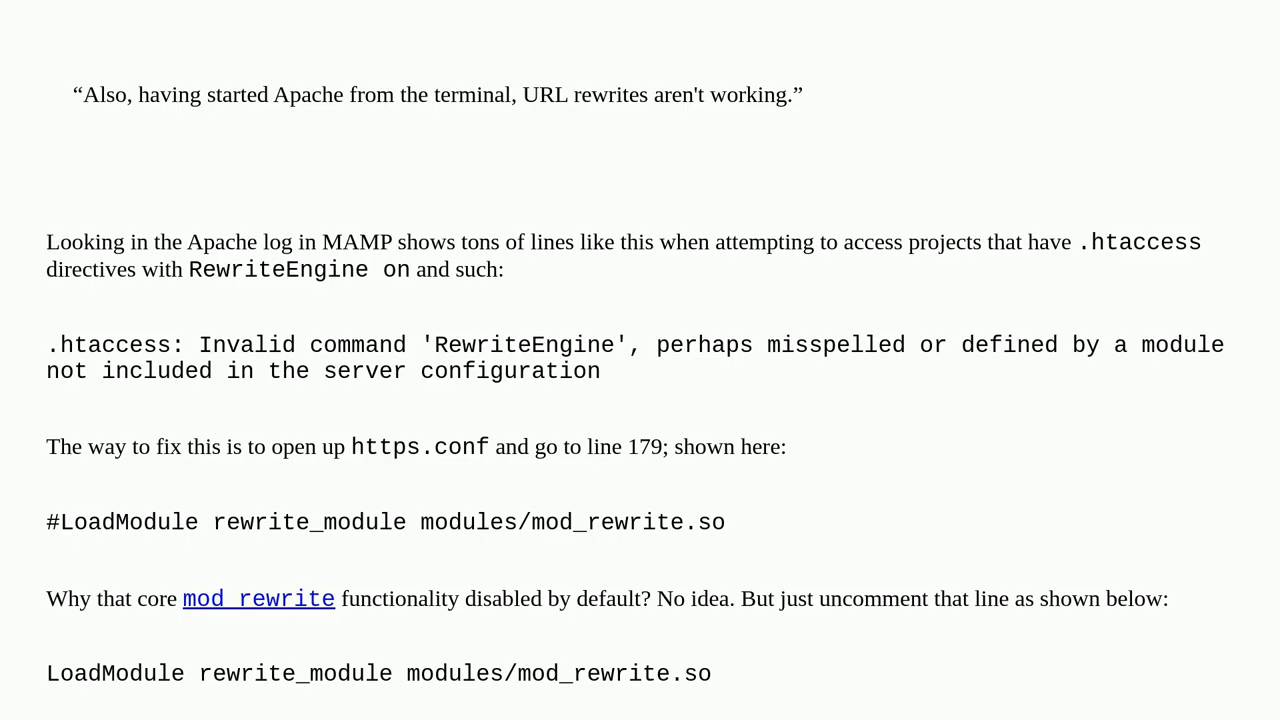 “Also, having started Apache from the terminal, URL rewrites aren't working.”
Looking in the Apache log in MAMP shows tons of lines like this when attempting to access projects that have .htaccess
directives with RewriteEngine on and such:
.htaccess: Invalid command 'RewriteEngine', perhaps misspelled or defined by a module
not included in the server configuration
The way to fix this is to open up https.conf and go to line 179; shown here:
#LoadModule rewrite_module modules/mod_rewrite.so
Why that core mod_rewrite functionality disabled by default? No idea. But just uncomment that line as shown below:
LoadModule rewrite_module modules/mod_rewrite.so